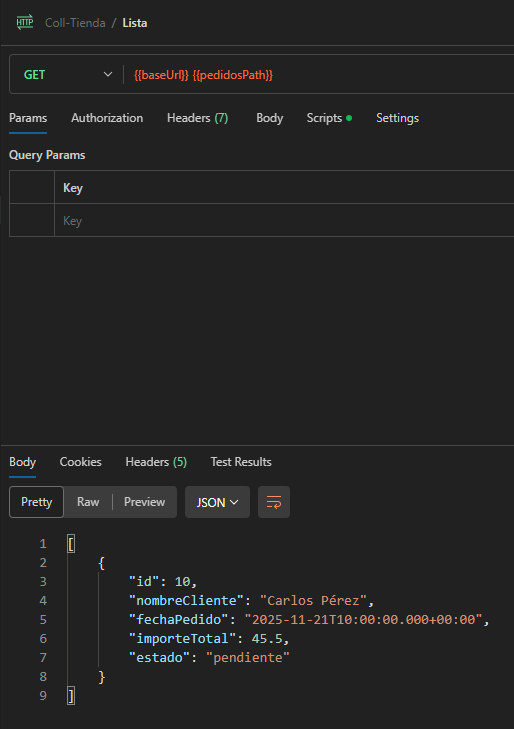 HTTP Coll-Tienda / Lista
GET {{baseUrl}} {{pedidosPath}}
Params Authorization Headers (7) Body Scripts Settings
Query Params
Key
Key
Body Cookies Headers (5) Test Results
Pretty Raw Preview JSON
1 [
2 {
3 "id": 10,
4 "nombreCliente": "Carlos Pérez",
5 "fechaPedido": "2025-11-21T10:00:00.000+00:00",
6 "importeTotal": 45.5,
7 "estado": "pendiente"
8 }
9 ]